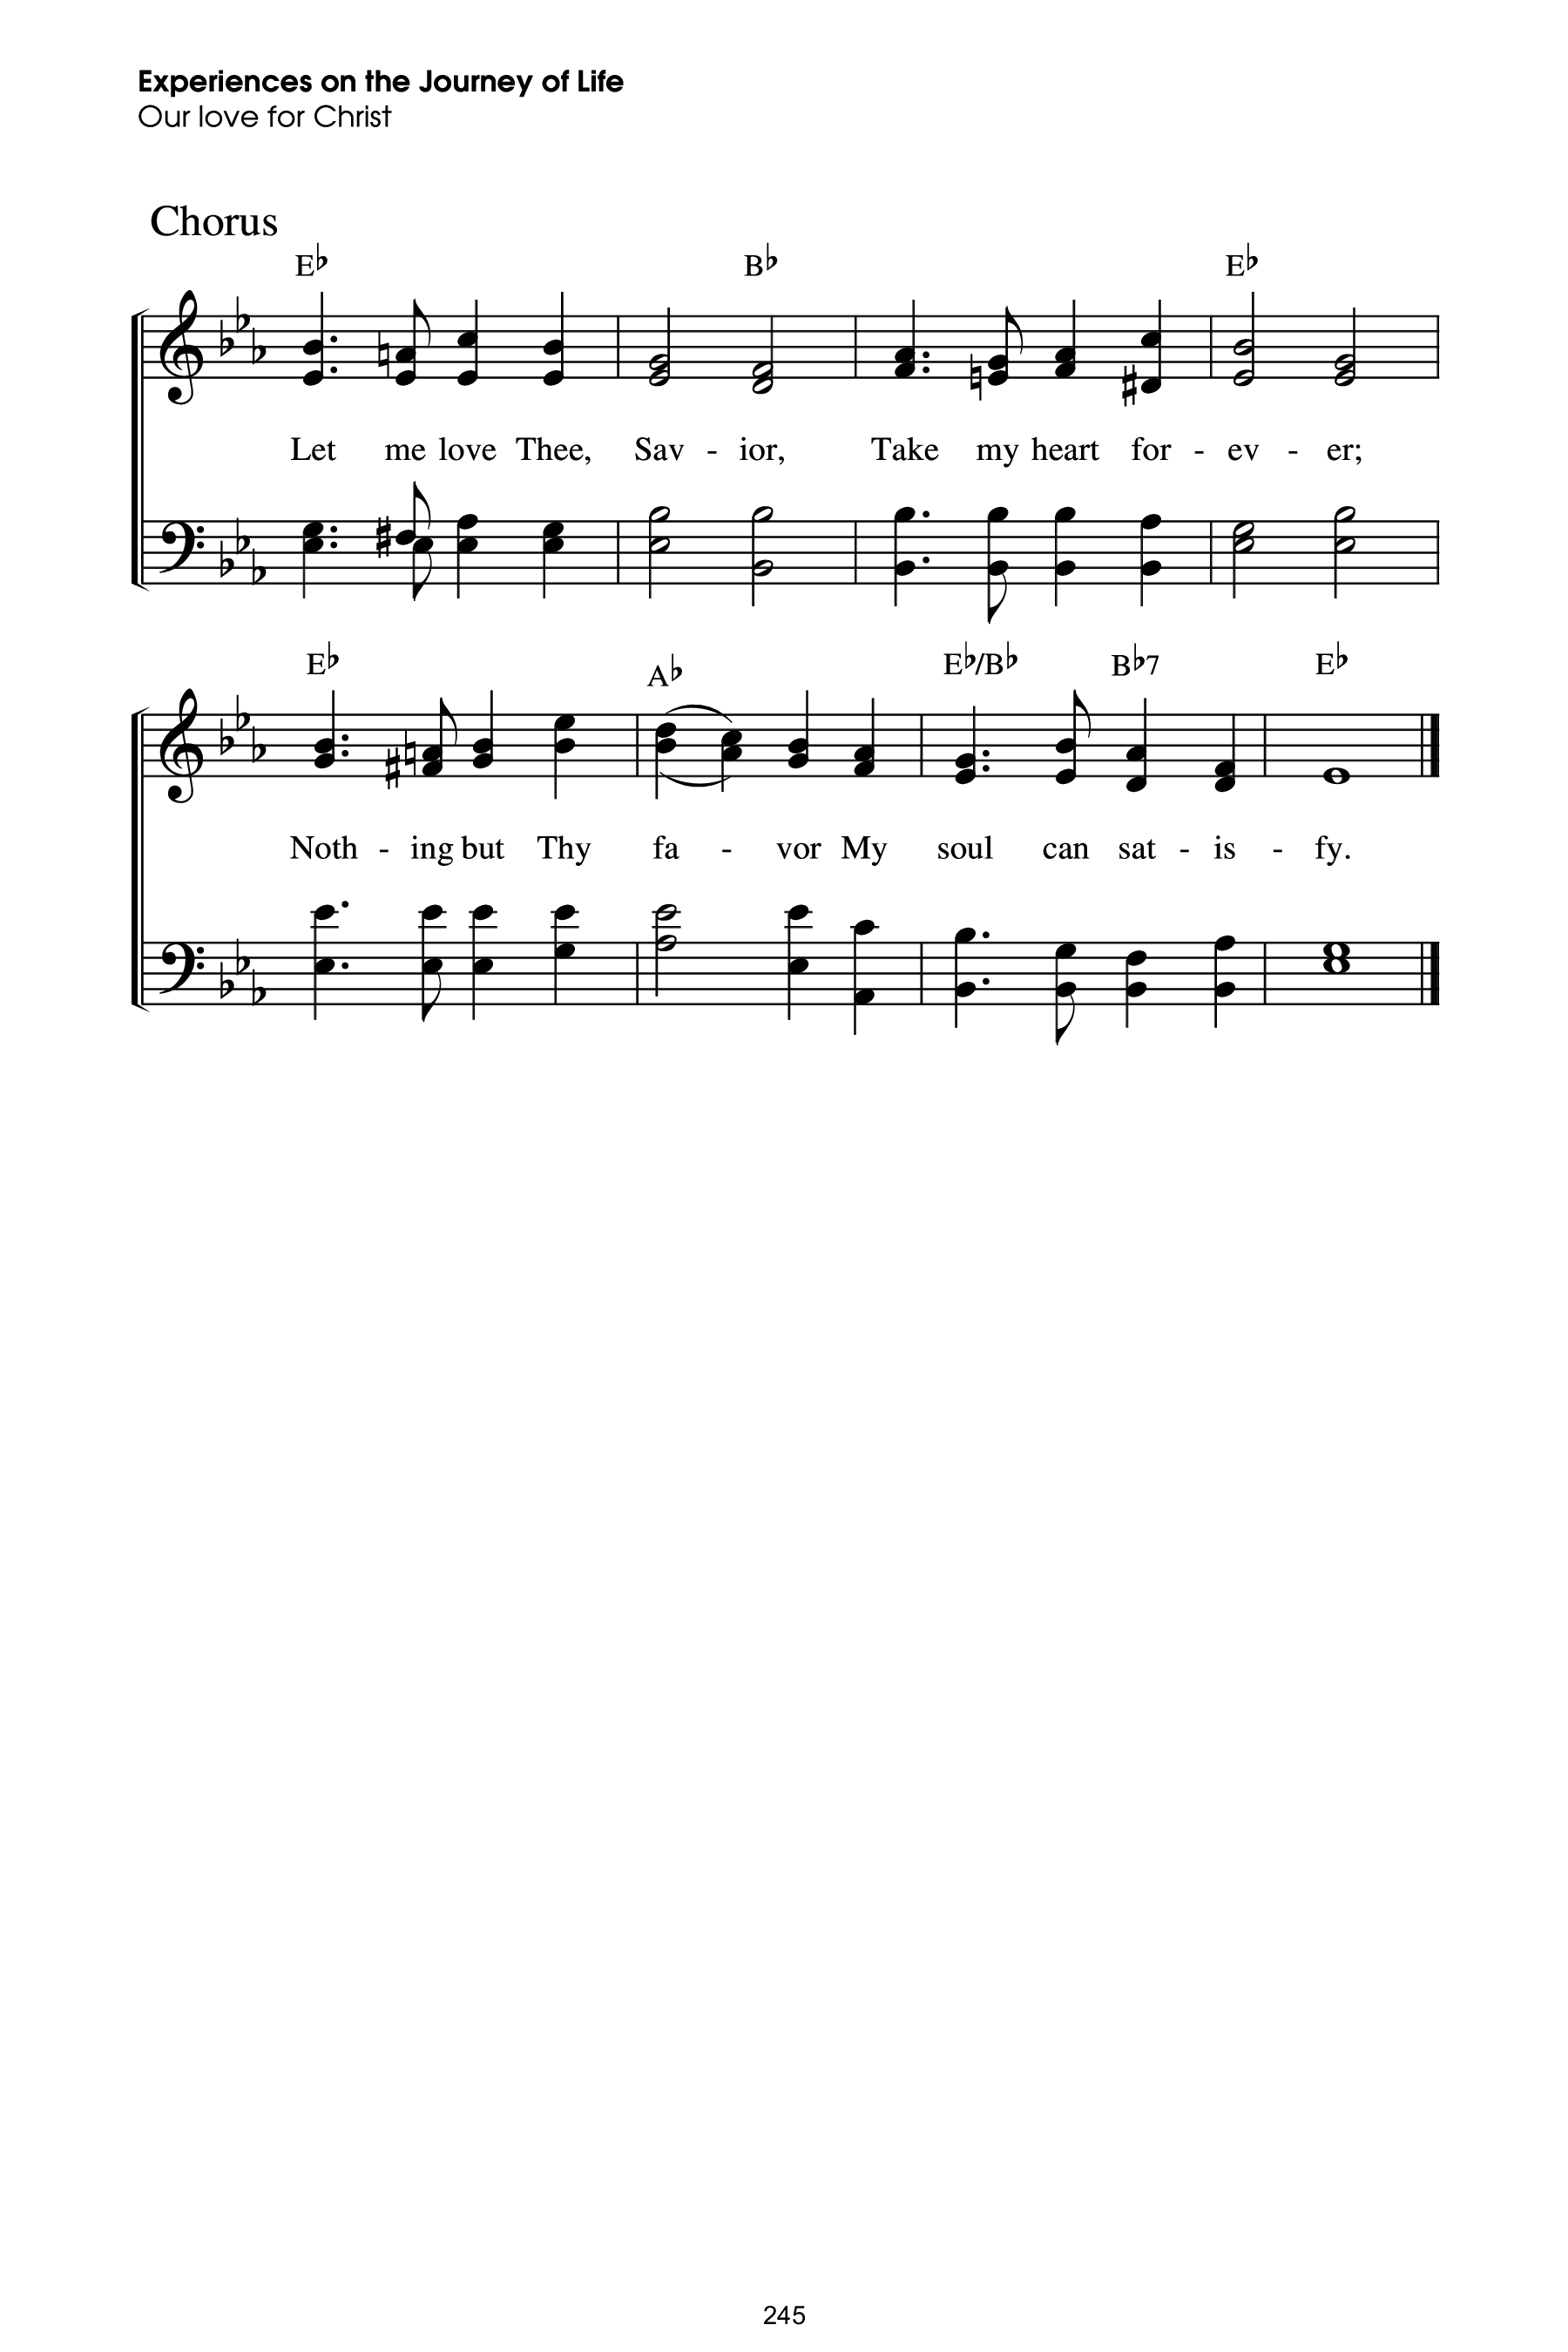 Experiences on the Journey of Life
Our love for Christ
Chorus
E♭ B♭ E♭
Let me love Thee, Sav - ior, Take my heart for - ev - er;
E♭ A♭ E♭/B♭ B♭7 E♭
Noth - ing but Thy fa - vor My soul can sat - is - fy.
245